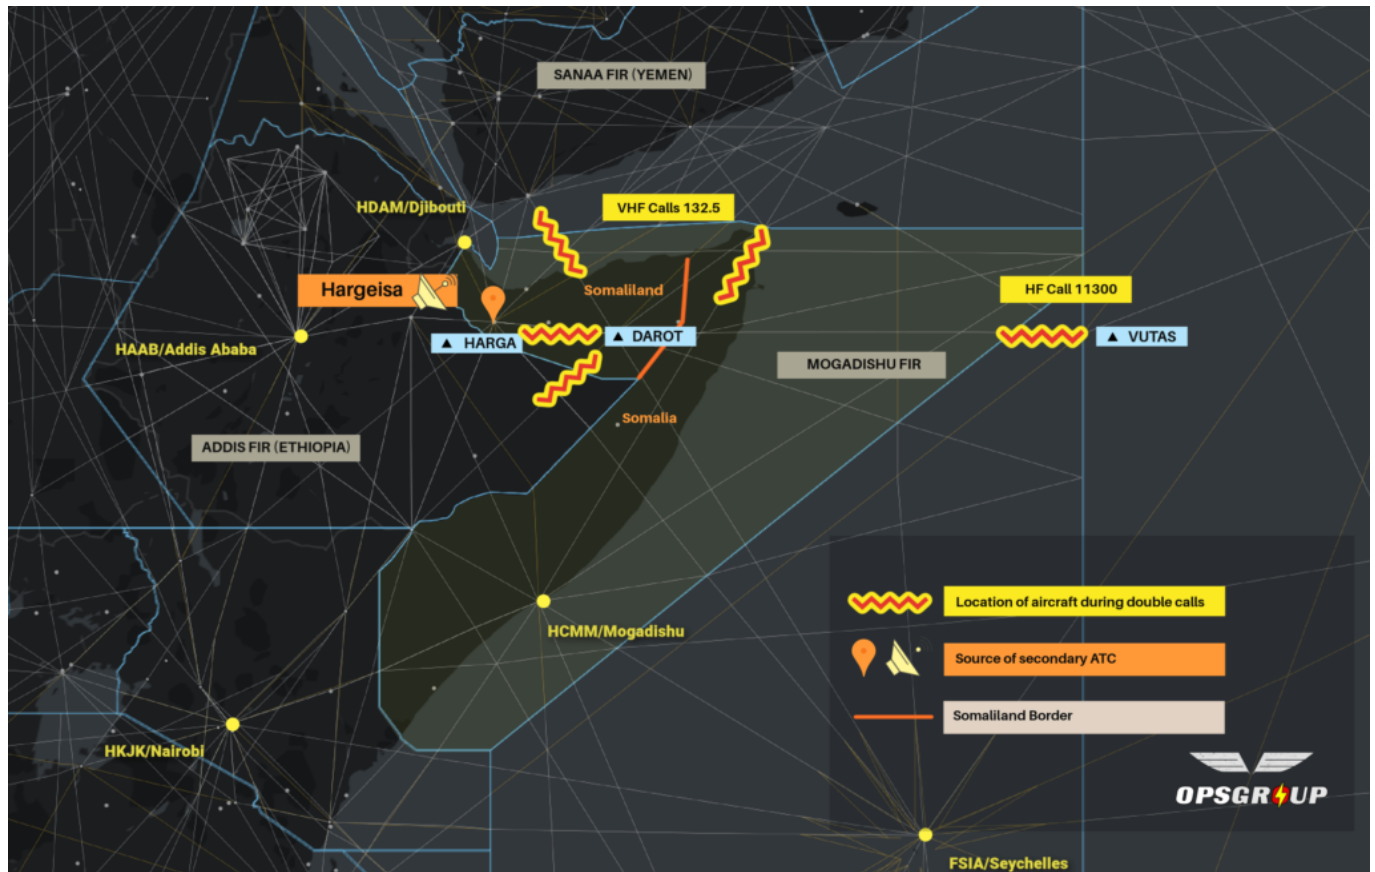 SANAA FIR (YEMEN)
HDAM/Djibouti
VHF Calls 132.5
Hargeisa
Somaliland
HF Call 11300
HAAB/Addis Ababa
▲ HARGA
▲ DAROT
▲ VUTAS
MOGADISHU FIR
Somalia
ADDIS FIR (ETHIOPIA)
HCMM/Mogadishu
HKJK/Nairobi
Location of aircraft during double calls
Source of secondary ATC
Somaliland Border
OPSGROUP
FSIA/Seychelles